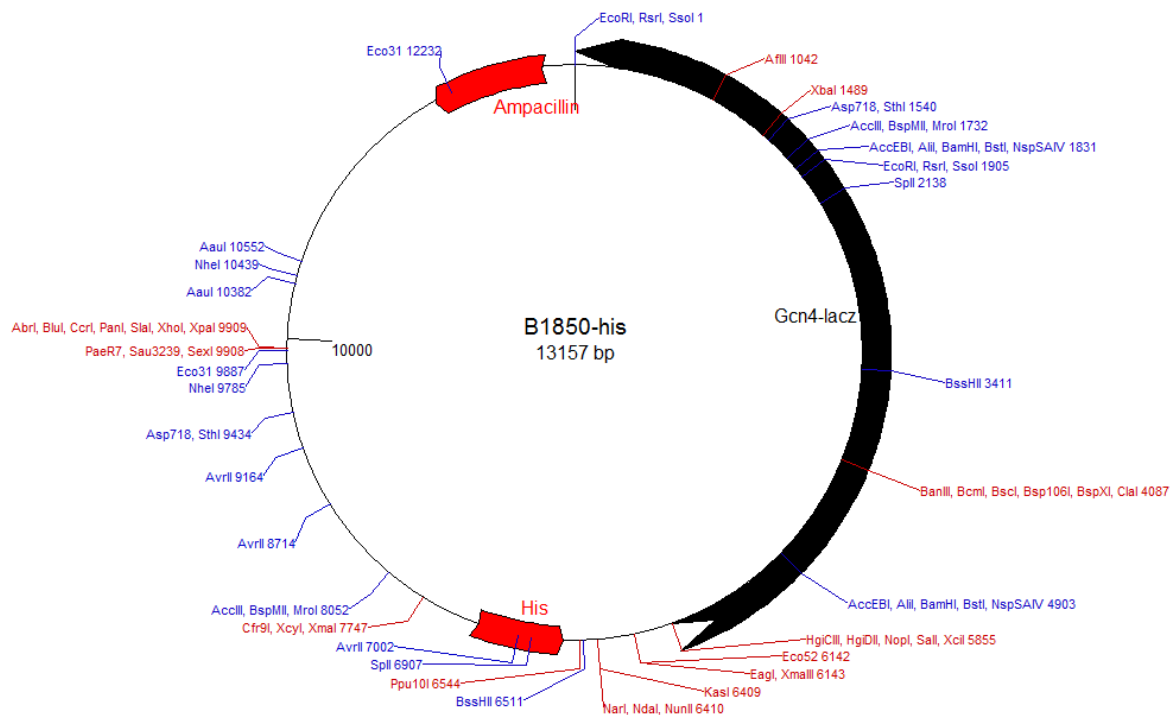 EcoRI, RsrI, SsoI 1
Eco31 12232
Ampacillin
AflII 1042
XbaI 1489
Asp718, SthI 1540
AccIII, BspMII, MroI 1732
AccEBI, AliI, BamHI, BstI, NspSAIV 1831
EcoRI, RsrI, SsoI 1905
SplI 2138
AauI 10552
NheI 10439
AauI 10382
AbrI, BluI, CcrI, PanI, SlaI, XhoI, XpaI 9909
PaeR7, Sau3239, SexI 9908
Eco31 9887
NheI 9785
10000
B1850-his
13157 bp
Gcn4-lacz
BssHII 3411
Asp718, SthI 9434
AvrII 9164
BanIII, BcmI, BscI, Bsp106I, BspXI, ClaI 4087
AvrII 8714
AccIII, BspMII, MroI 8052
Cfr9I, XcyI, XmaI 7747
His
AccEBI, AliI, BamHI, BstI, NspSAIV 4903
AvrII 7002
SplI 6907
Ppu10I 6544
BssHII 6511
HgiCIII, HgiDII, NopI, SalI, XciI 5855
Eco52 6142
EagI, XmaIII 6143
KasI 6409
NarI, NdaI, NunII 6410